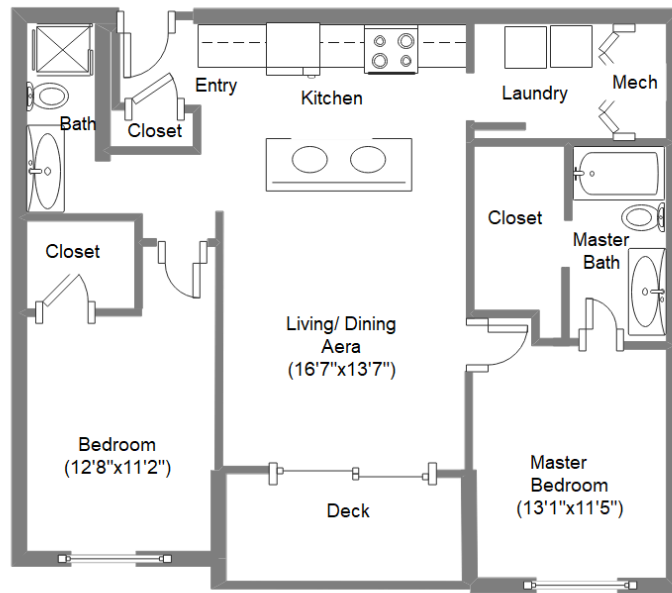 Entry
Kitchen
Laundry
Mech
Bath
Closet
Closet
Closet
Master
Bath
Living/ Dining
Aera
(16'7"x13'7")
Bedroom
(12'8"x11'2")
Master
Bedroom
(13'1"x11'5")
Deck